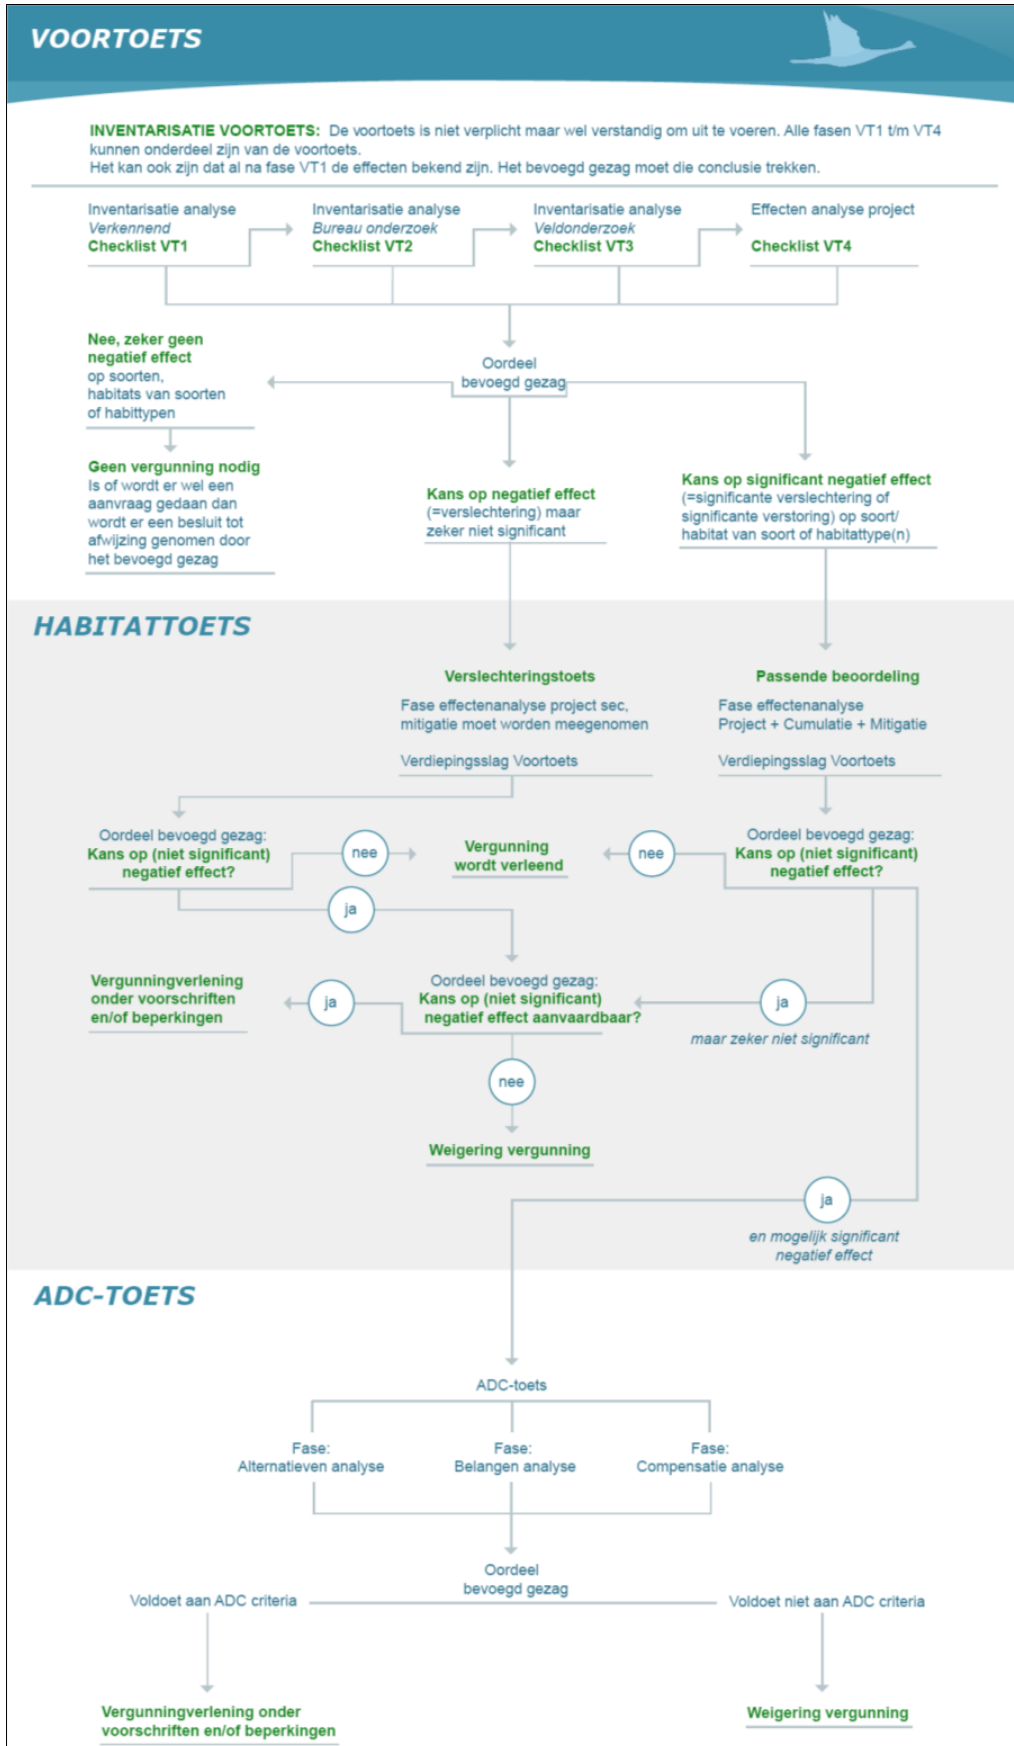 VOORTOETS
INVENTARISATIE VOORTOETS: De voortoets is niet verplicht maar wel verstandig om uit te voeren. Alle fasen VT1 t/m VT4
kunnen onderdeel zijn van de voortoets.
Het kan ook zijn dat al na fase VT1 de effecten bekend zijn. Het bevoegd gezag moet die conclusie trekken.
Inventarisatie analyse
Verkennend
Checklist VT1
Inventarisatie analyse
Bureau onderzoek
Checklist VT2
Inventarisatie analyse
Veldonderzoek
Checklist VT3
Effecten analyse project
Checklist VT4
Oordeel
bevoegd gezag
Nee, zeker geen
negatief effect
op soorten,
habitats van soorten
of habittypen
Geen vergunning nodig
Is of wordt er wel een
aanvraag gedaan dan
wordt er een besluit tot
afwijzing genomen door
het bevoegd gezag
Kans op negatief effect
(=verslechtering) maar
zeker niet significant
Kans op significant negatief effect
(=significante verslechtering of
significante verstoring) op soort/
habitat van soort of habitattype(n)
HABITATTOETS
Verslechteringstoets
Fase effectenanalyse project sec,
mitigatie moet worden meegenomen
Verdiepingsslag Voortoets
Passende beoordeling
Fase effectenanalyse
Project + Cumulatie + Mitigatie
Verdiepingsslag Voortoets
Oordeel bevoegd gezag:
Kans op (niet significant)
negatief effect?
nee
Vergunning
wordt verleend
nee
Oordeel bevoegd gezag:
Kans op (niet significant)
negatief effect?
ja
Vergunningverlening
onder voorschriften
en/of beperkingen
ja
Oordeel bevoegd gezag:
Kans op (niet significant)
negatief effect aanvaardbaar?
ja
maar zeker niet significant
nee
Weigering vergunning
ja
en mogelijk significant
negatief effect
ADC-TOETS
ADC-toets
Fase:
Alternatieven analyse
Fase:
Belangen analyse
Fase:
Compensatie analyse
Oordeel
bevoegd gezag
Voldoet aan ADC criteria
Voldoet niet aan ADC criteria
Vergunningverlening onder
voorschriften en/of beperkingen
Weigering vergunning